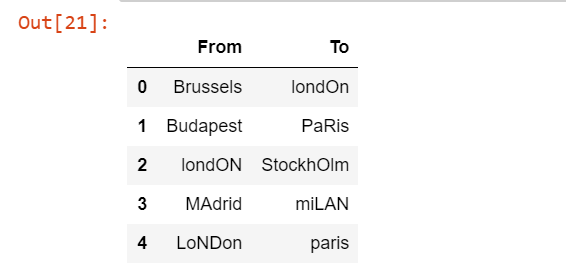 Out[21]:
From To
0 Brussels londOn
1 Budapest PaRis
2 londON StockhOlm
3 MAdrid miLAN
4 LoNDon paris